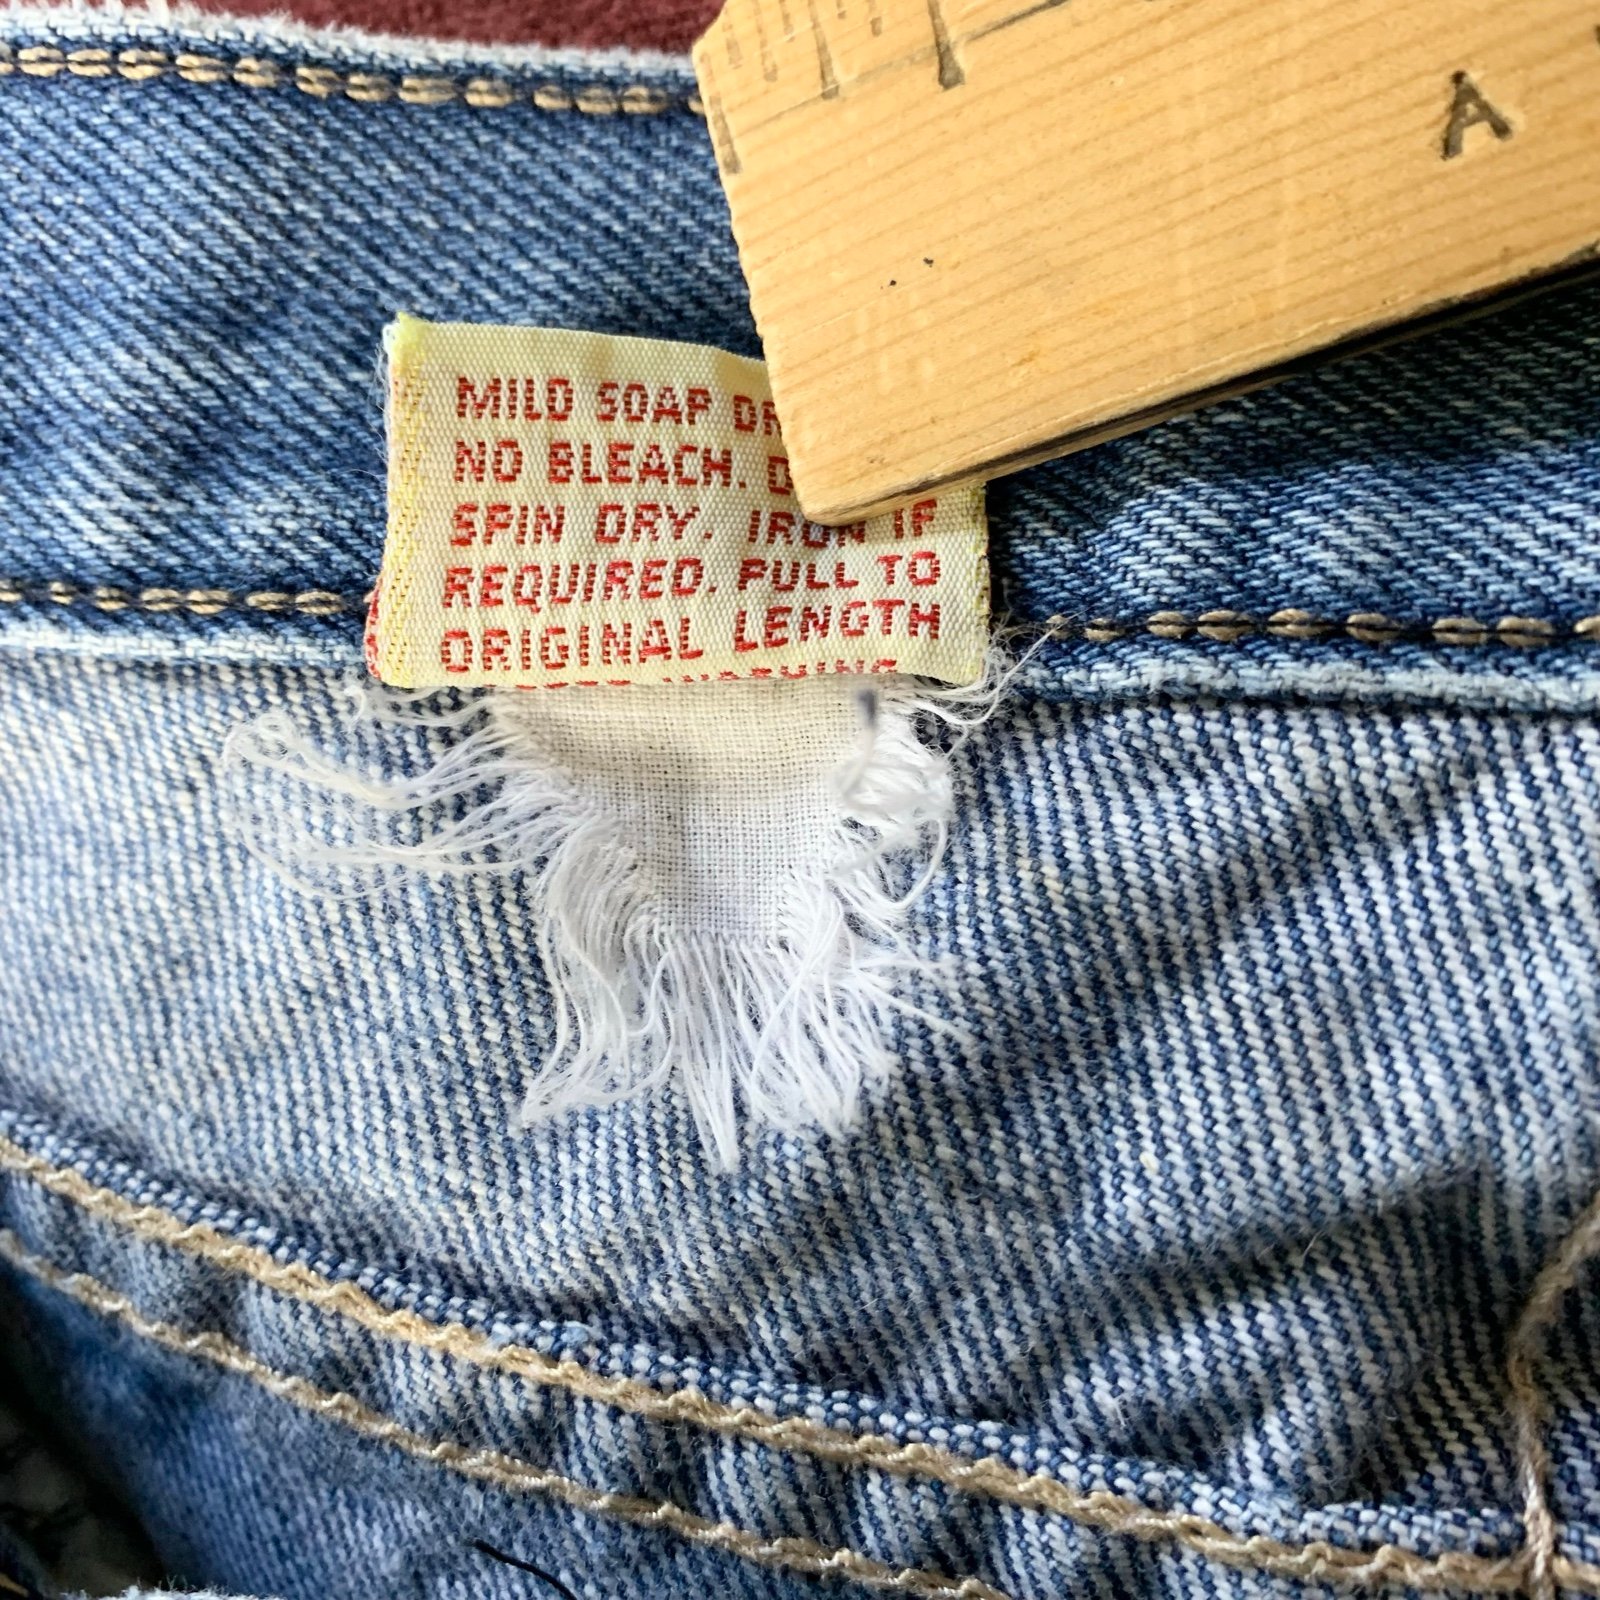 A
MILD SOAP
NO BLEACH.
SPIN DRY. IRON IF
REQUIRED. PULL TO
ORIGINAL LENGTH